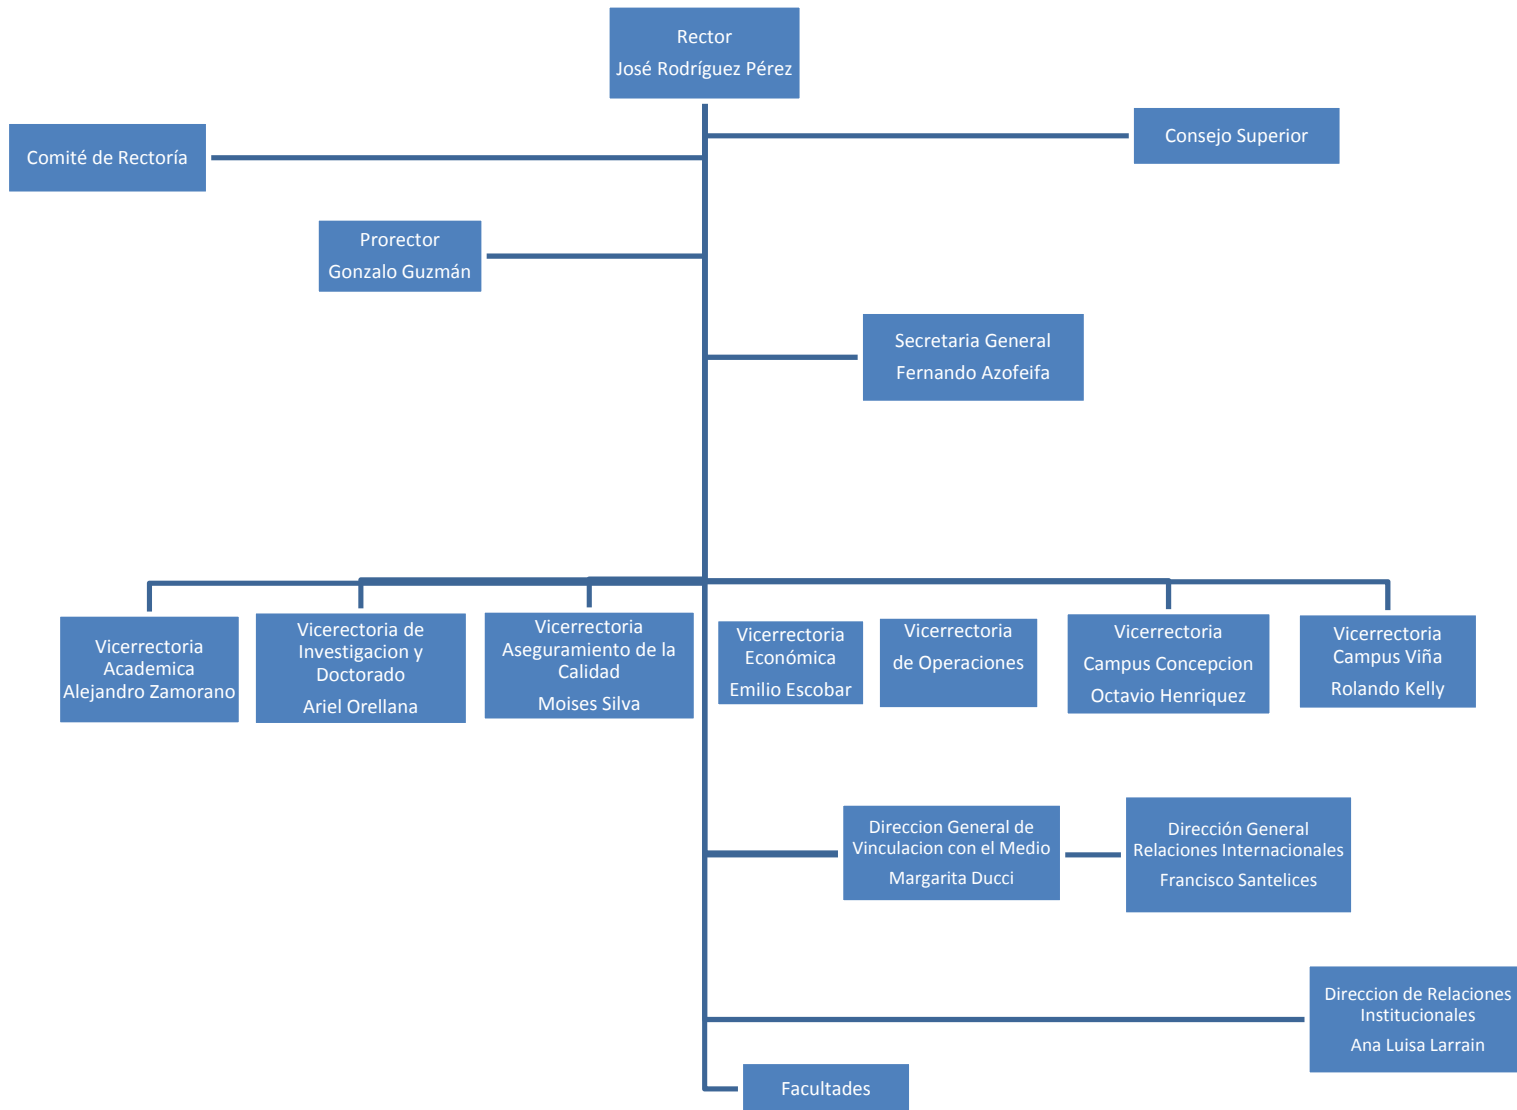 Rector
José Rodríguez Pérez
Comité de Rectoría
Consejo Superior
Prorector
Gonzalo Guzmán
Secretaria General
Fernando Azofeifa
Vicerrectoria
Academica
Alejandro Zamorano
Vicerectoria de
Investigacion y
Doctorado
Ariel Orellana
Vicerrectoria
Aseguramiento de la
Calidad
Moises Silva
Vicerrectoria
Económica
Emilio Escobar
Vicerrectoria
de Operaciones
Vicerrectoria
Campus Concepcion
Octavio Henriquez
Vicerrectoria
Campus Viña
Rolando Kelly
Direccion General de
Vinculacion con el Medio
Margarita Ducci
Dirección General
Relaciones Internacionales
Francisco Santelices
Direccion de Relaciones
Institucionales
Ana Luisa Larrain
Facultades